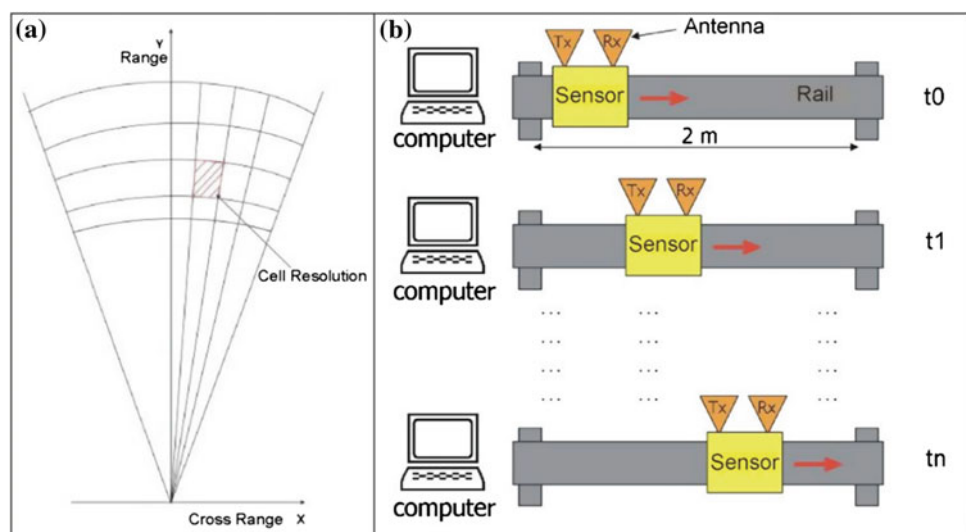 (a)
Y
Range
Cell Resolution
Cross Range X
(b)
Tx Rx Antenna
Sensor Rail t0
computer
2 m
Tx Rx
Sensor t1
computer
... ... ...
... ... ...
... ... ...
Tx Rx
Sensor tn
computer